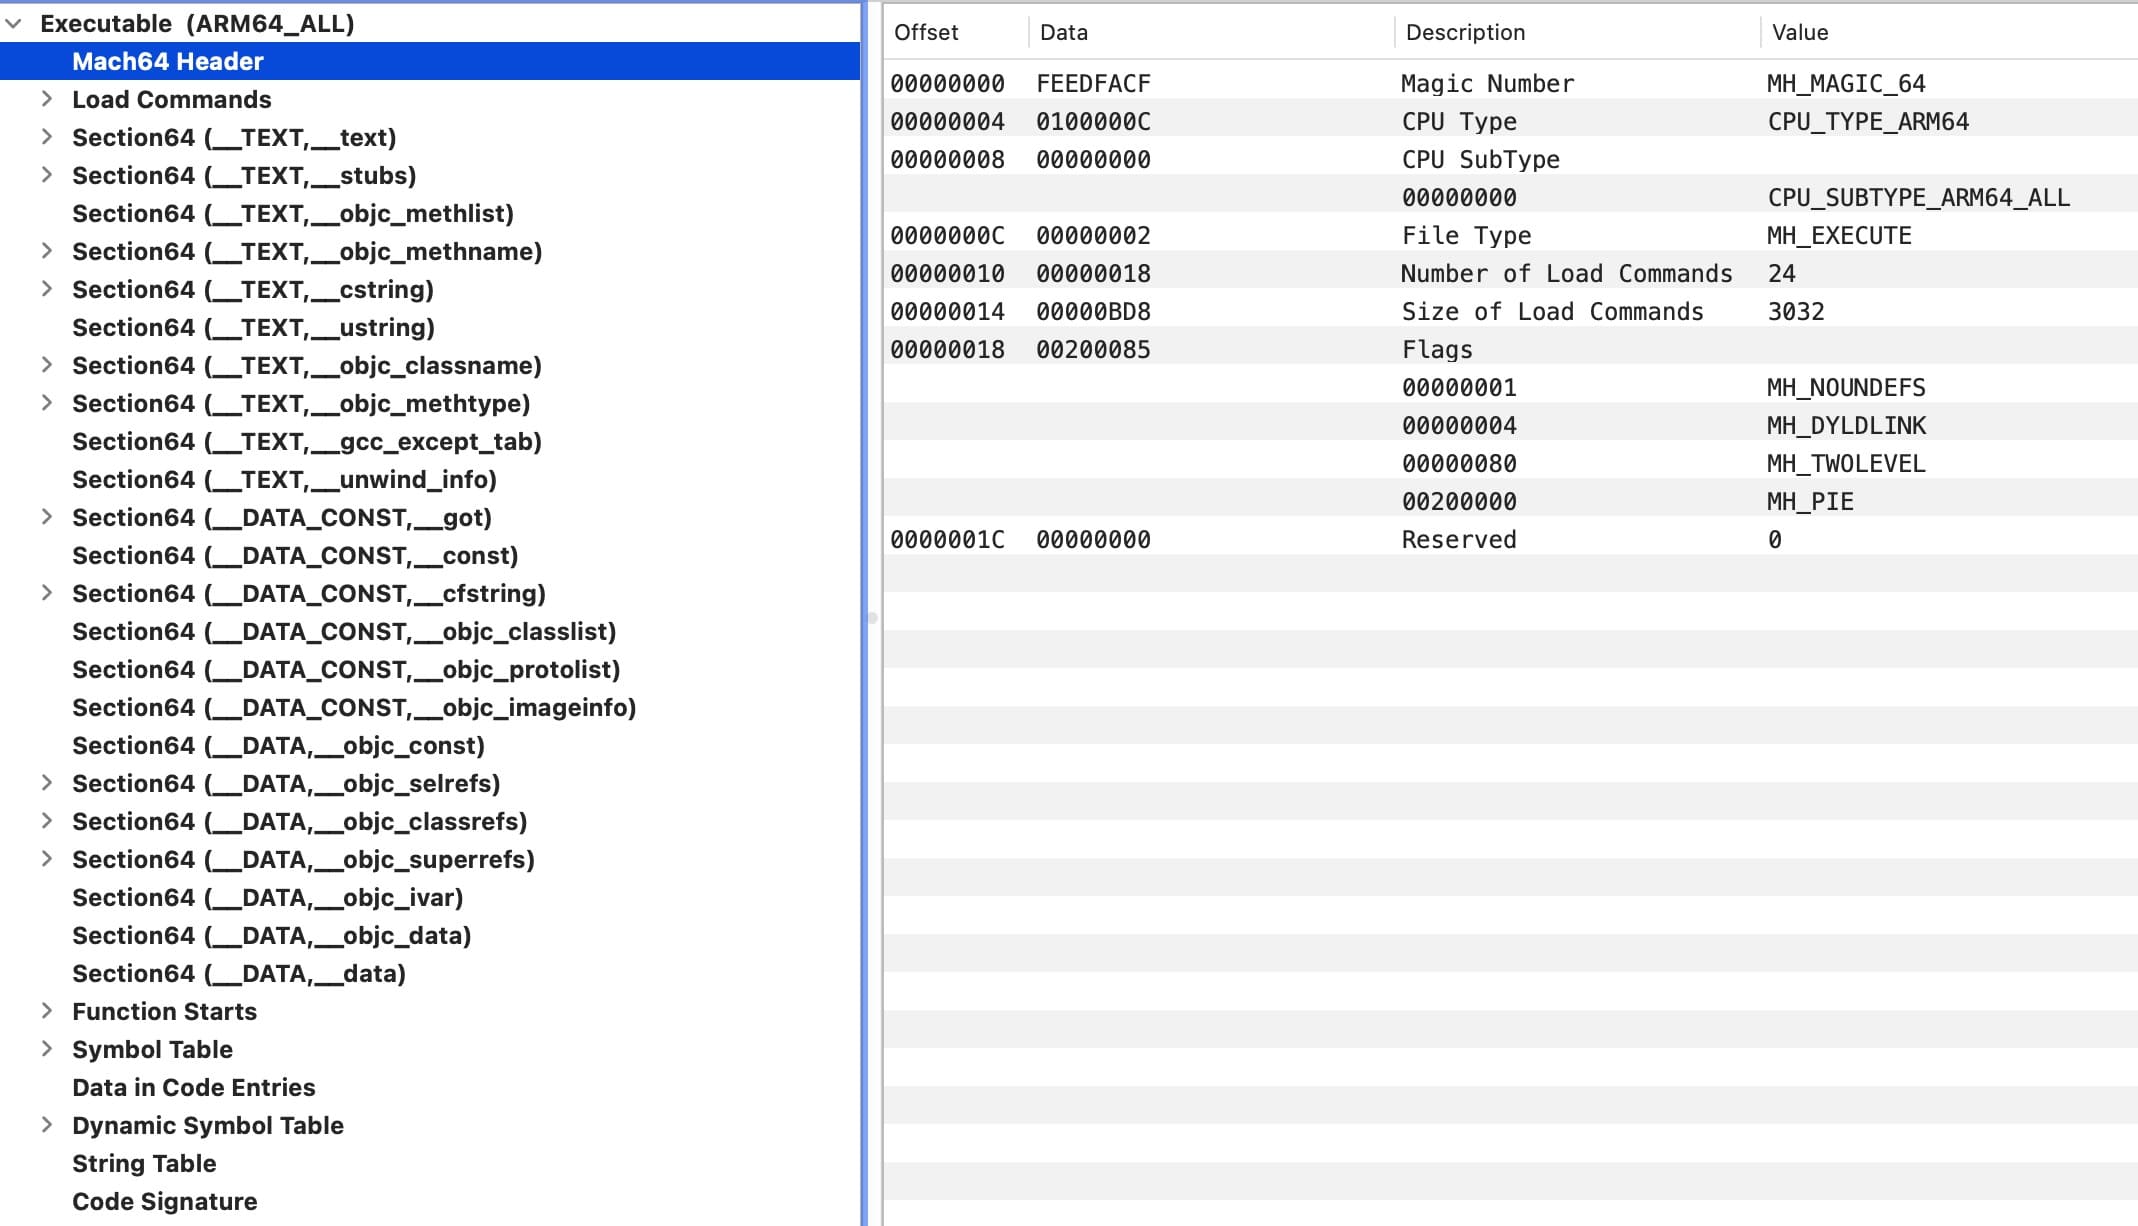 Executable (ARM64_ALL)
Mach64 Header
Load Commands
Section64 (__TEXT,__text)
Section64 (__TEXT,__stubs)
Section64 (__TEXT,__objc_methlist)
Section64 (__TEXT,__objc_methname)
Section64 (__TEXT,__cstring)
Section64 (__TEXT,__ustring)
Section64 (__TEXT,__objc_classname)
Section64 (__TEXT,__objc_methtype)
Section64 (__TEXT,__gcc_except_tab)
Section64 (__TEXT,__unwind_info)
Section64 (__DATA_CONST,__got)
Section64 (__DATA_CONST,__const)
Section64 (__DATA_CONST,__cfstring)
Section64 (__DATA_CONST,__objc_classlist)
Section64 (__DATA_CONST,__objc_protolist)
Section64 (__DATA_CONST,__objc_imageinfo)
Section64 (__DATA,__objc_const)
Section64 (__DATA,__objc_selrefs)
Section64 (__DATA,__objc_classrefs)
Section64 (__DATA,__objc_superrefs)
Section64 (__DATA,__objc_ivar)
Section64 (__DATA,__objc_data)
Section64 (__DATA,__data)
Function Starts
Symbol Table
Data in Code Entries
Dynamic Symbol Table
String Table
Code Signature
Offset Data Description Value
00000000 FEEDFACF Magic Number MH_MAGIC_64
00000004 0100000C CPU Type CPU_TYPE_ARM64
00000008 00000000 CPU SubType
00000000 CPU_SUBTYPE_ARM64_ALL
0000000C 00000002 File Type MH_EXECUTE
00000010 00000018 Number of Load Commands 24
00000014 00000BD8 Size of Load Commands 3032
00000018 00200085 Flags
00000001 MH_NOUNDEFS
00000004 MH_DYLDLINK
00000080 MH_TWOLEVEL
00200000 MH_PIE
0000001C 00000000 Reserved 0